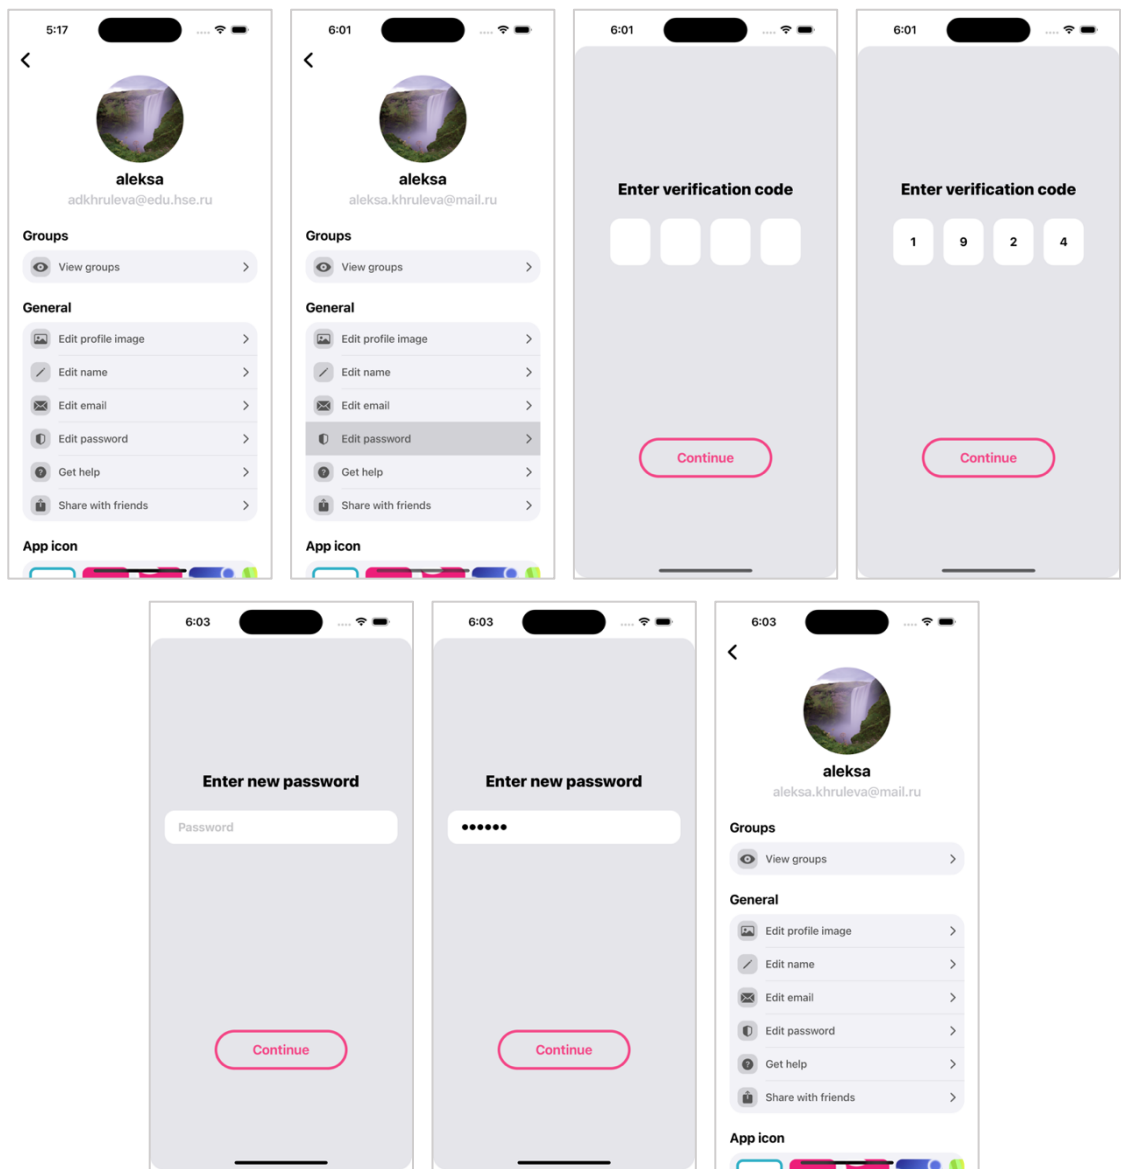 5:17
aleksa
adkhruleva@edu.hse.ru
Groups
View groups
General
Edit profile image
Edit name
Edit email
Edit password
Get help
Share with friends
App icon
6:01
aleksa
aleksa.khruleva@mail.ru
Groups
View groups
General
Edit profile image
Edit name
Edit email
Edit password
Get help
Share with friends
App icon
6:01
Enter verification code
Continue
6:01
Enter verification code
1 9 2 4
Continue
6:03
Enter new password
Password
Continue
6:03
Enter new password
••••••
Continue
6:03
aleksa
aleksa.khruleva@mail.ru
Groups
View groups
General
Edit profile image
Edit name
Edit email
Edit password
Get help
Share with friends
App icon